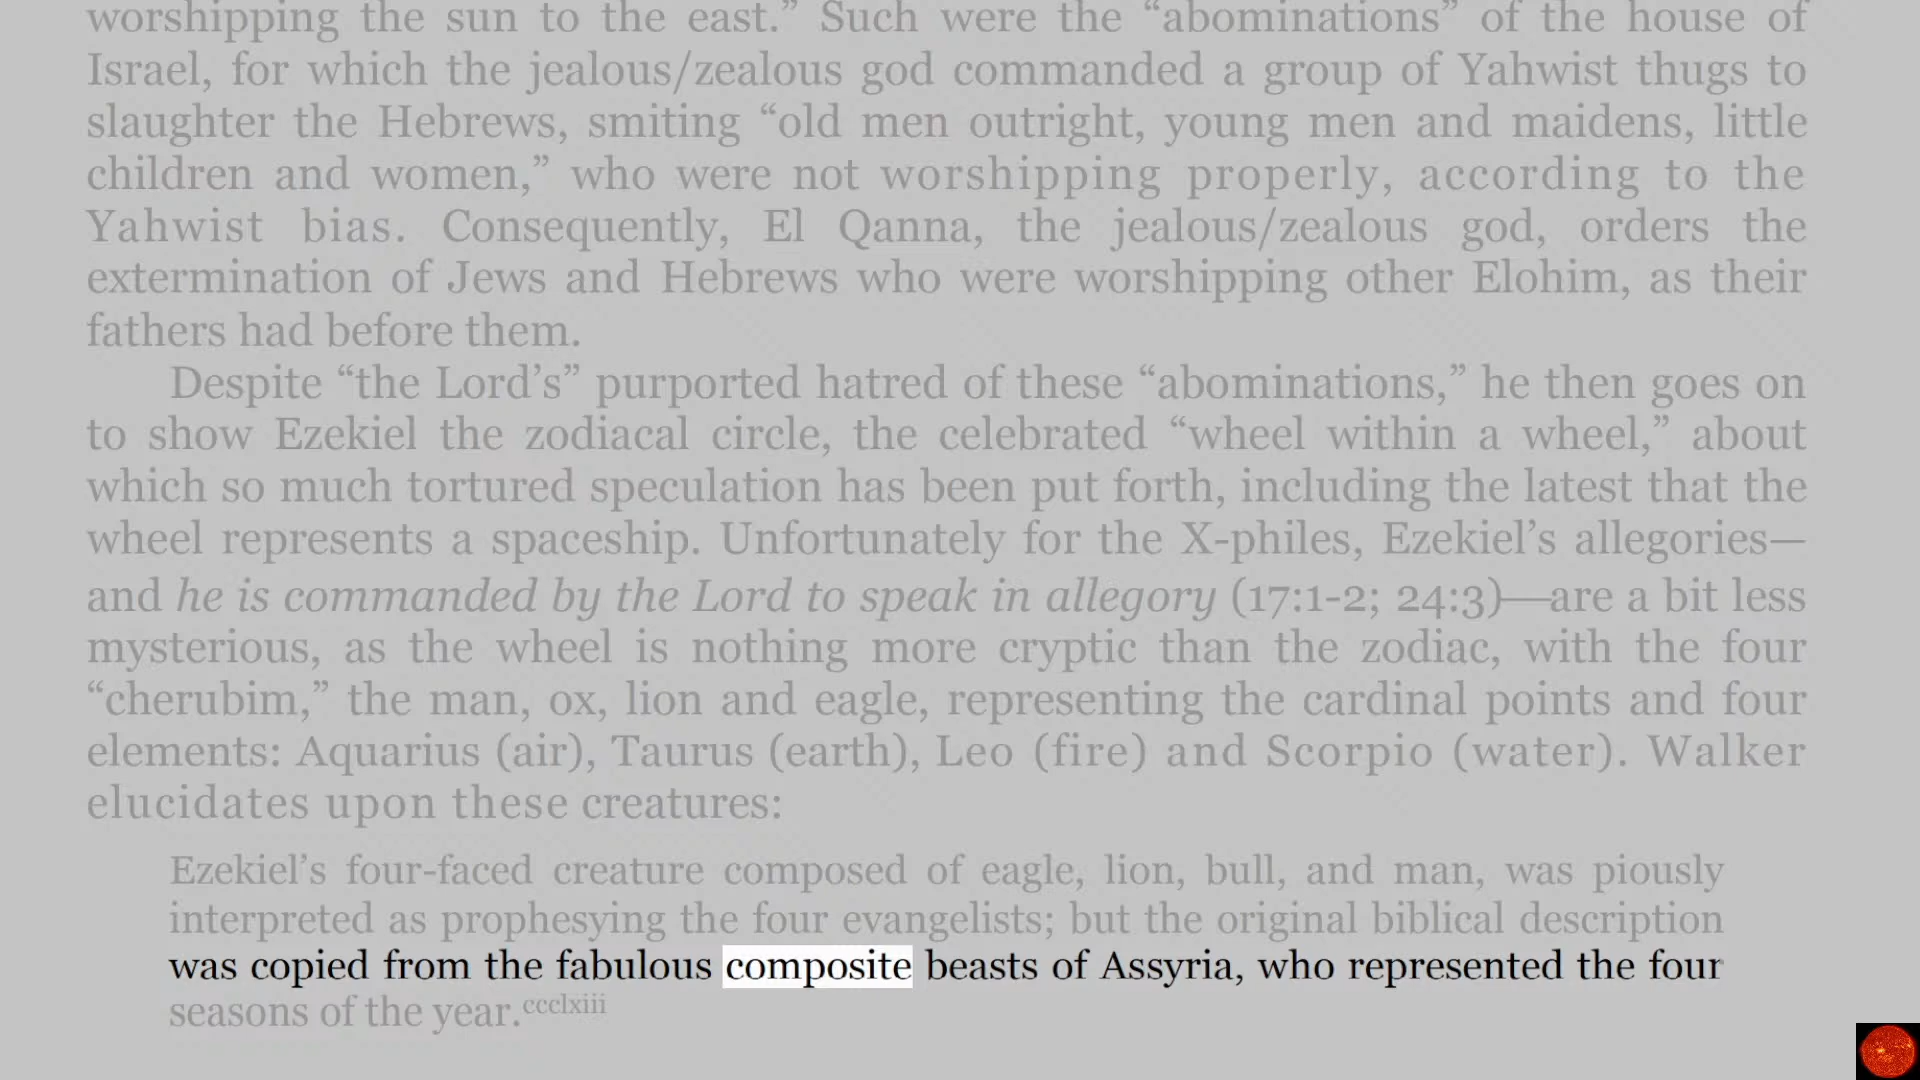 worshipping the sun to the east.” Such were the “abominations” of the house of
Israel, for which the jealous/zealous god commanded a group of Yahwist thugs to
slaughter the Hebrews, smiting “old men outright, young men and maidens, little
children and women,” who were not worshipping properly, according to the
Yahwist bias. Consequently, El Qanna, the jealous/zealous god, orders the
extermination of Jews and Hebrews who were worshipping other Elohim, as their
fathers had before them.
Despite “the Lord’s” purported hatred of these “abominations,” he then goes on
to show Ezekiel the zodiacal circle, the celebrated “wheel within a wheel,” about
which so much tortured speculation has been put forth, including the latest that the
wheel represents a spaceship. Unfortunately for the X-philes, Ezekiel’s allegories—
and he is commanded by the Lord to speak in allegory (17:1-2; 24:3)—are a bit less
mysterious, as the wheel is nothing more cryptic than the zodiac, with the four
“cherubim,” the man, ox, lion and eagle, representing the cardinal points and four
elements: Aquarius (air), Taurus (earth), Leo (fire) and Scorpio (water). Walker
elucidates upon these creatures:
Ezekiel’s four-faced creature composed of eagle, lion, bull, and man, was piously
interpreted as prophesying the four evangelists; but the original biblical description
was copied from the fabulous composite beasts of Assyria, who represented the four
seasons of the year.ccclxiii